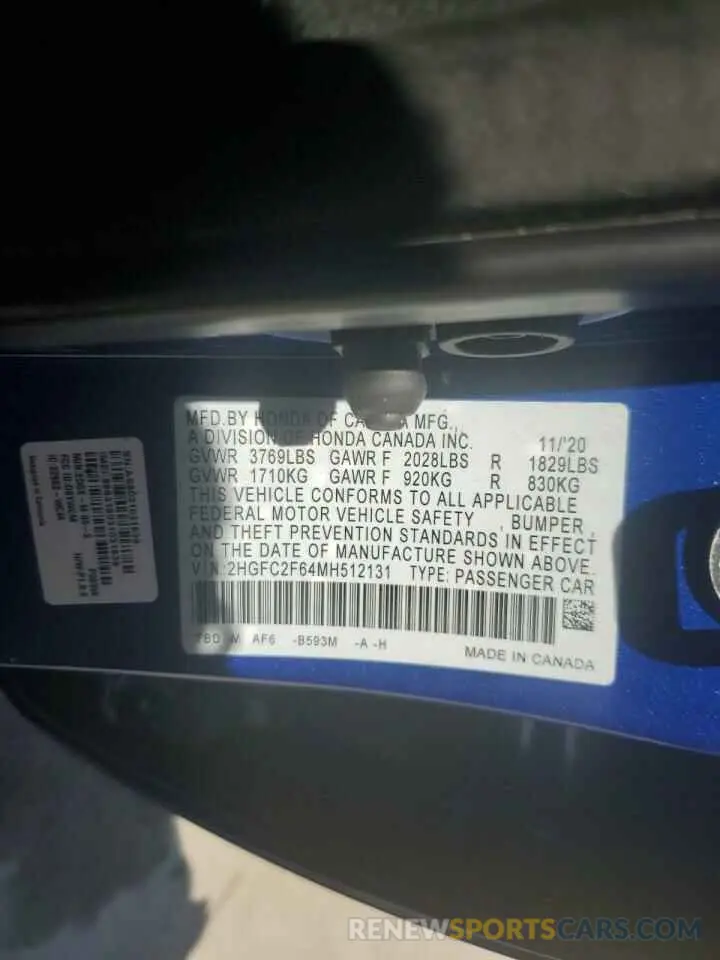 MFD.BY HONDA OF CANADA MFG.,
A DIVISION OF HONDA CANADA INC. 11/'20
GVWR 3769LBS GAWR F 2028LBS R 1829LBS
GVWR 1710KG GAWR F 920KG R 830KG
THIS VEHICLE CONFORMS TO ALL APPLICABLE
FEDERAL MOTOR VEHICLE SAFETY , BUMPER,
AND THEFT PREVENTION STANDARDS IN EFFECT
ON THE DATE OF MANUFACTURE SHOWN ABOVE.
VIN:2HGFC2F64MH512131 TYPE: PASSENGER CAR
TBD W AF6 -B593M -A -H
MADE IN CANADA
RENEWSPORTSCARS.COM